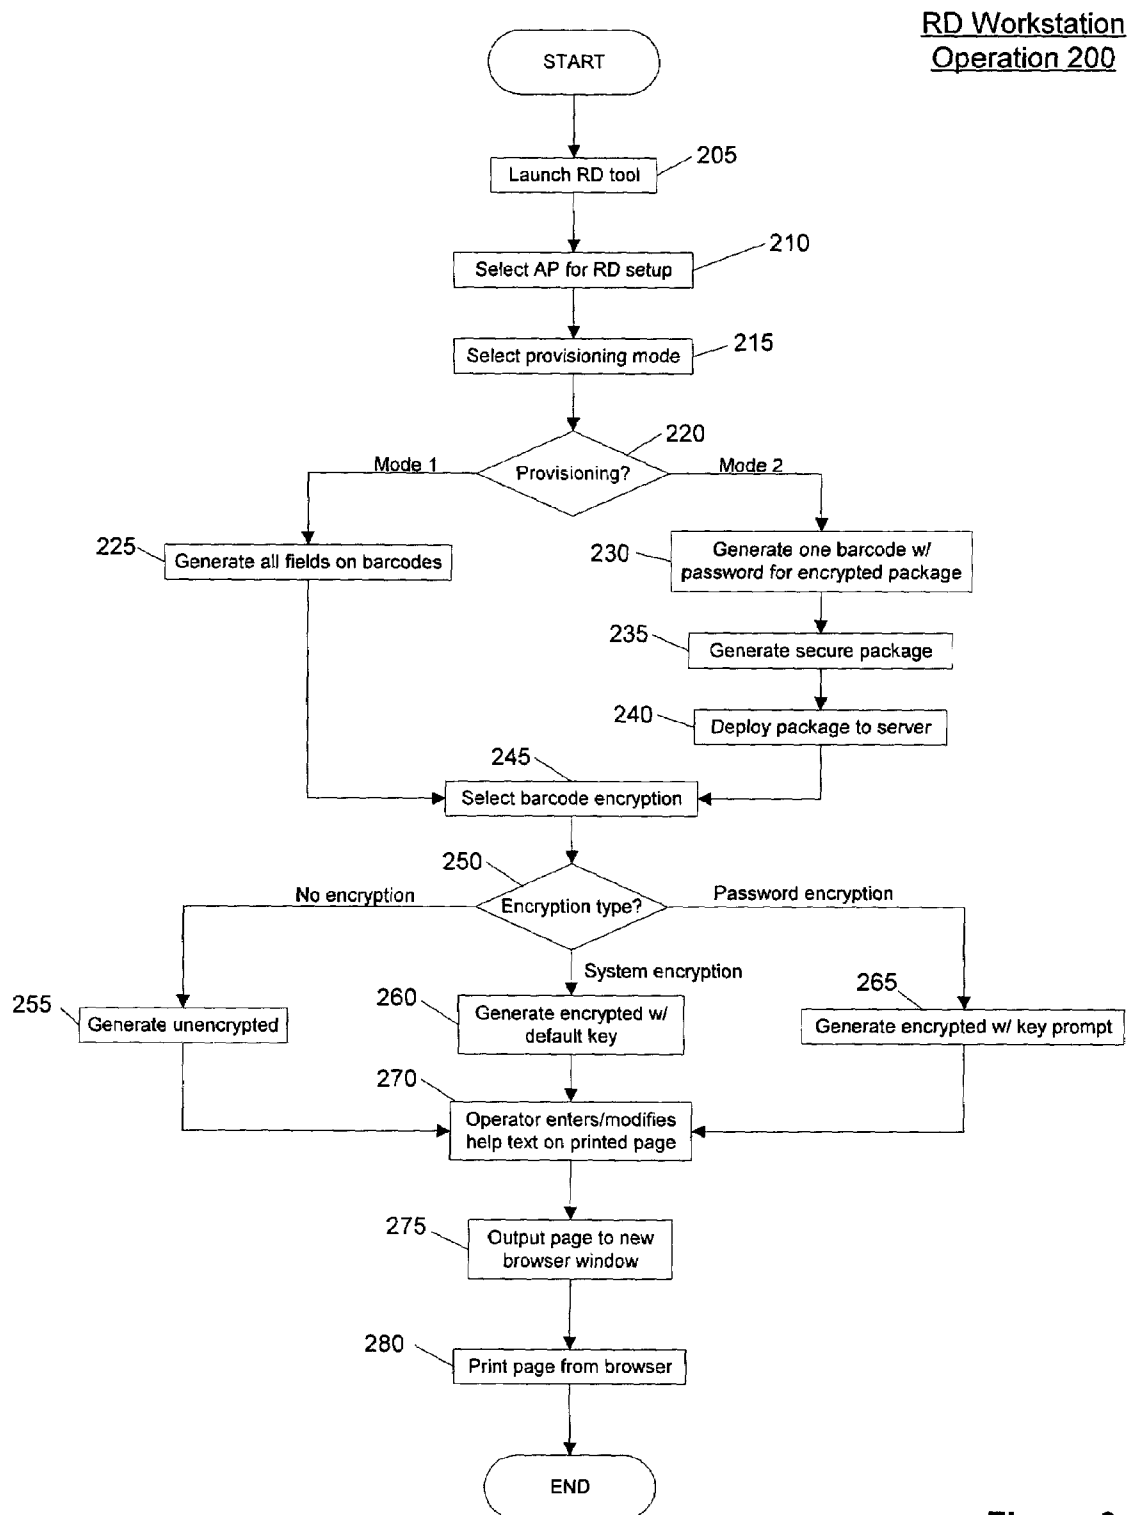 RD Workstation
Operation 200
START
205
Launch RD tool
210
Select AP for RD setup
215
Select provisioning mode
220
Mode 1
Provisioning?
Mode 2
225
Generate all fields on barcodes
230
Generate one barcode w/
password for encrypted package
235
Generate secure package
240
Deploy package to server
245
Select barcode encryption
250
No encryption
Encryption type?
Password encryption
System encryption
255
Generate unencrypted
260
Generate encrypted w/
default key
265
Generate encrypted w/ key prompt
270
Operator enters/modifies
help text on printed page
275
Output page to new
browser window
280
Print page from browser
END